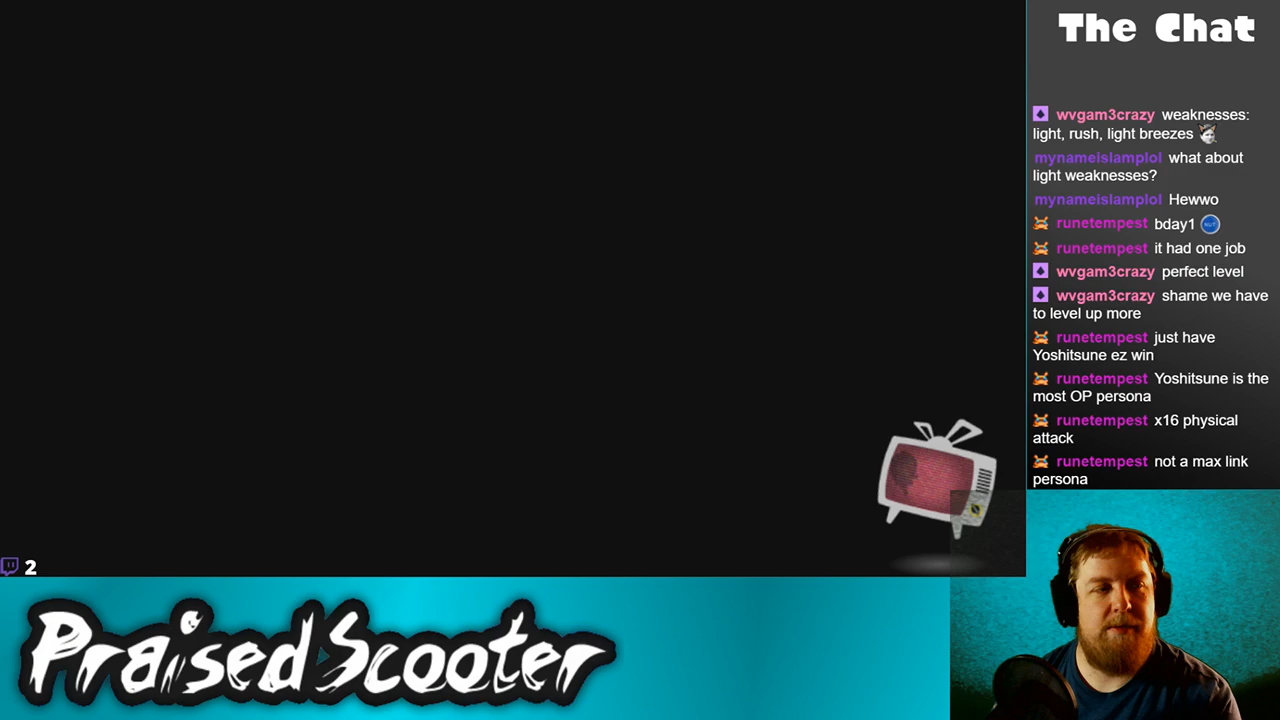 The Chat
wvgam3crazy weaknesses:
light, rush, light breezes
mynameislamplol what about
light weaknesses?
mynameislamplol Hewwo
runetempest bday1
runetempest it had one job
wvgam3crazy perfect level
wvgam3crazy shame we have
to level up more
runetempest just have
Yoshitsune ez win
runetempest Yoshitsune is the
most OP persona
runetempest x16 physical
attack
runetempest not a max link
persona
2
PraisedScooter